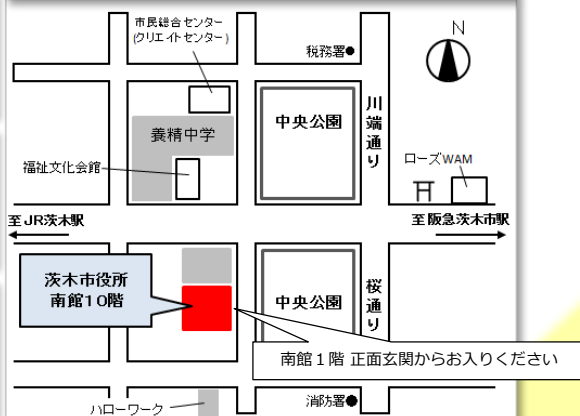 市民総合センター
(クリエイトセンター)
税務署●
N
川端通り
中央公園
養精中学
福祉文化会館
ローズWAM
至JR茨木駅
至阪急茨木市駅
茨木市役所
南館10階
中央公園
桜通り
南館1階 正面玄関からお入りください
ハローワーク
消防署●